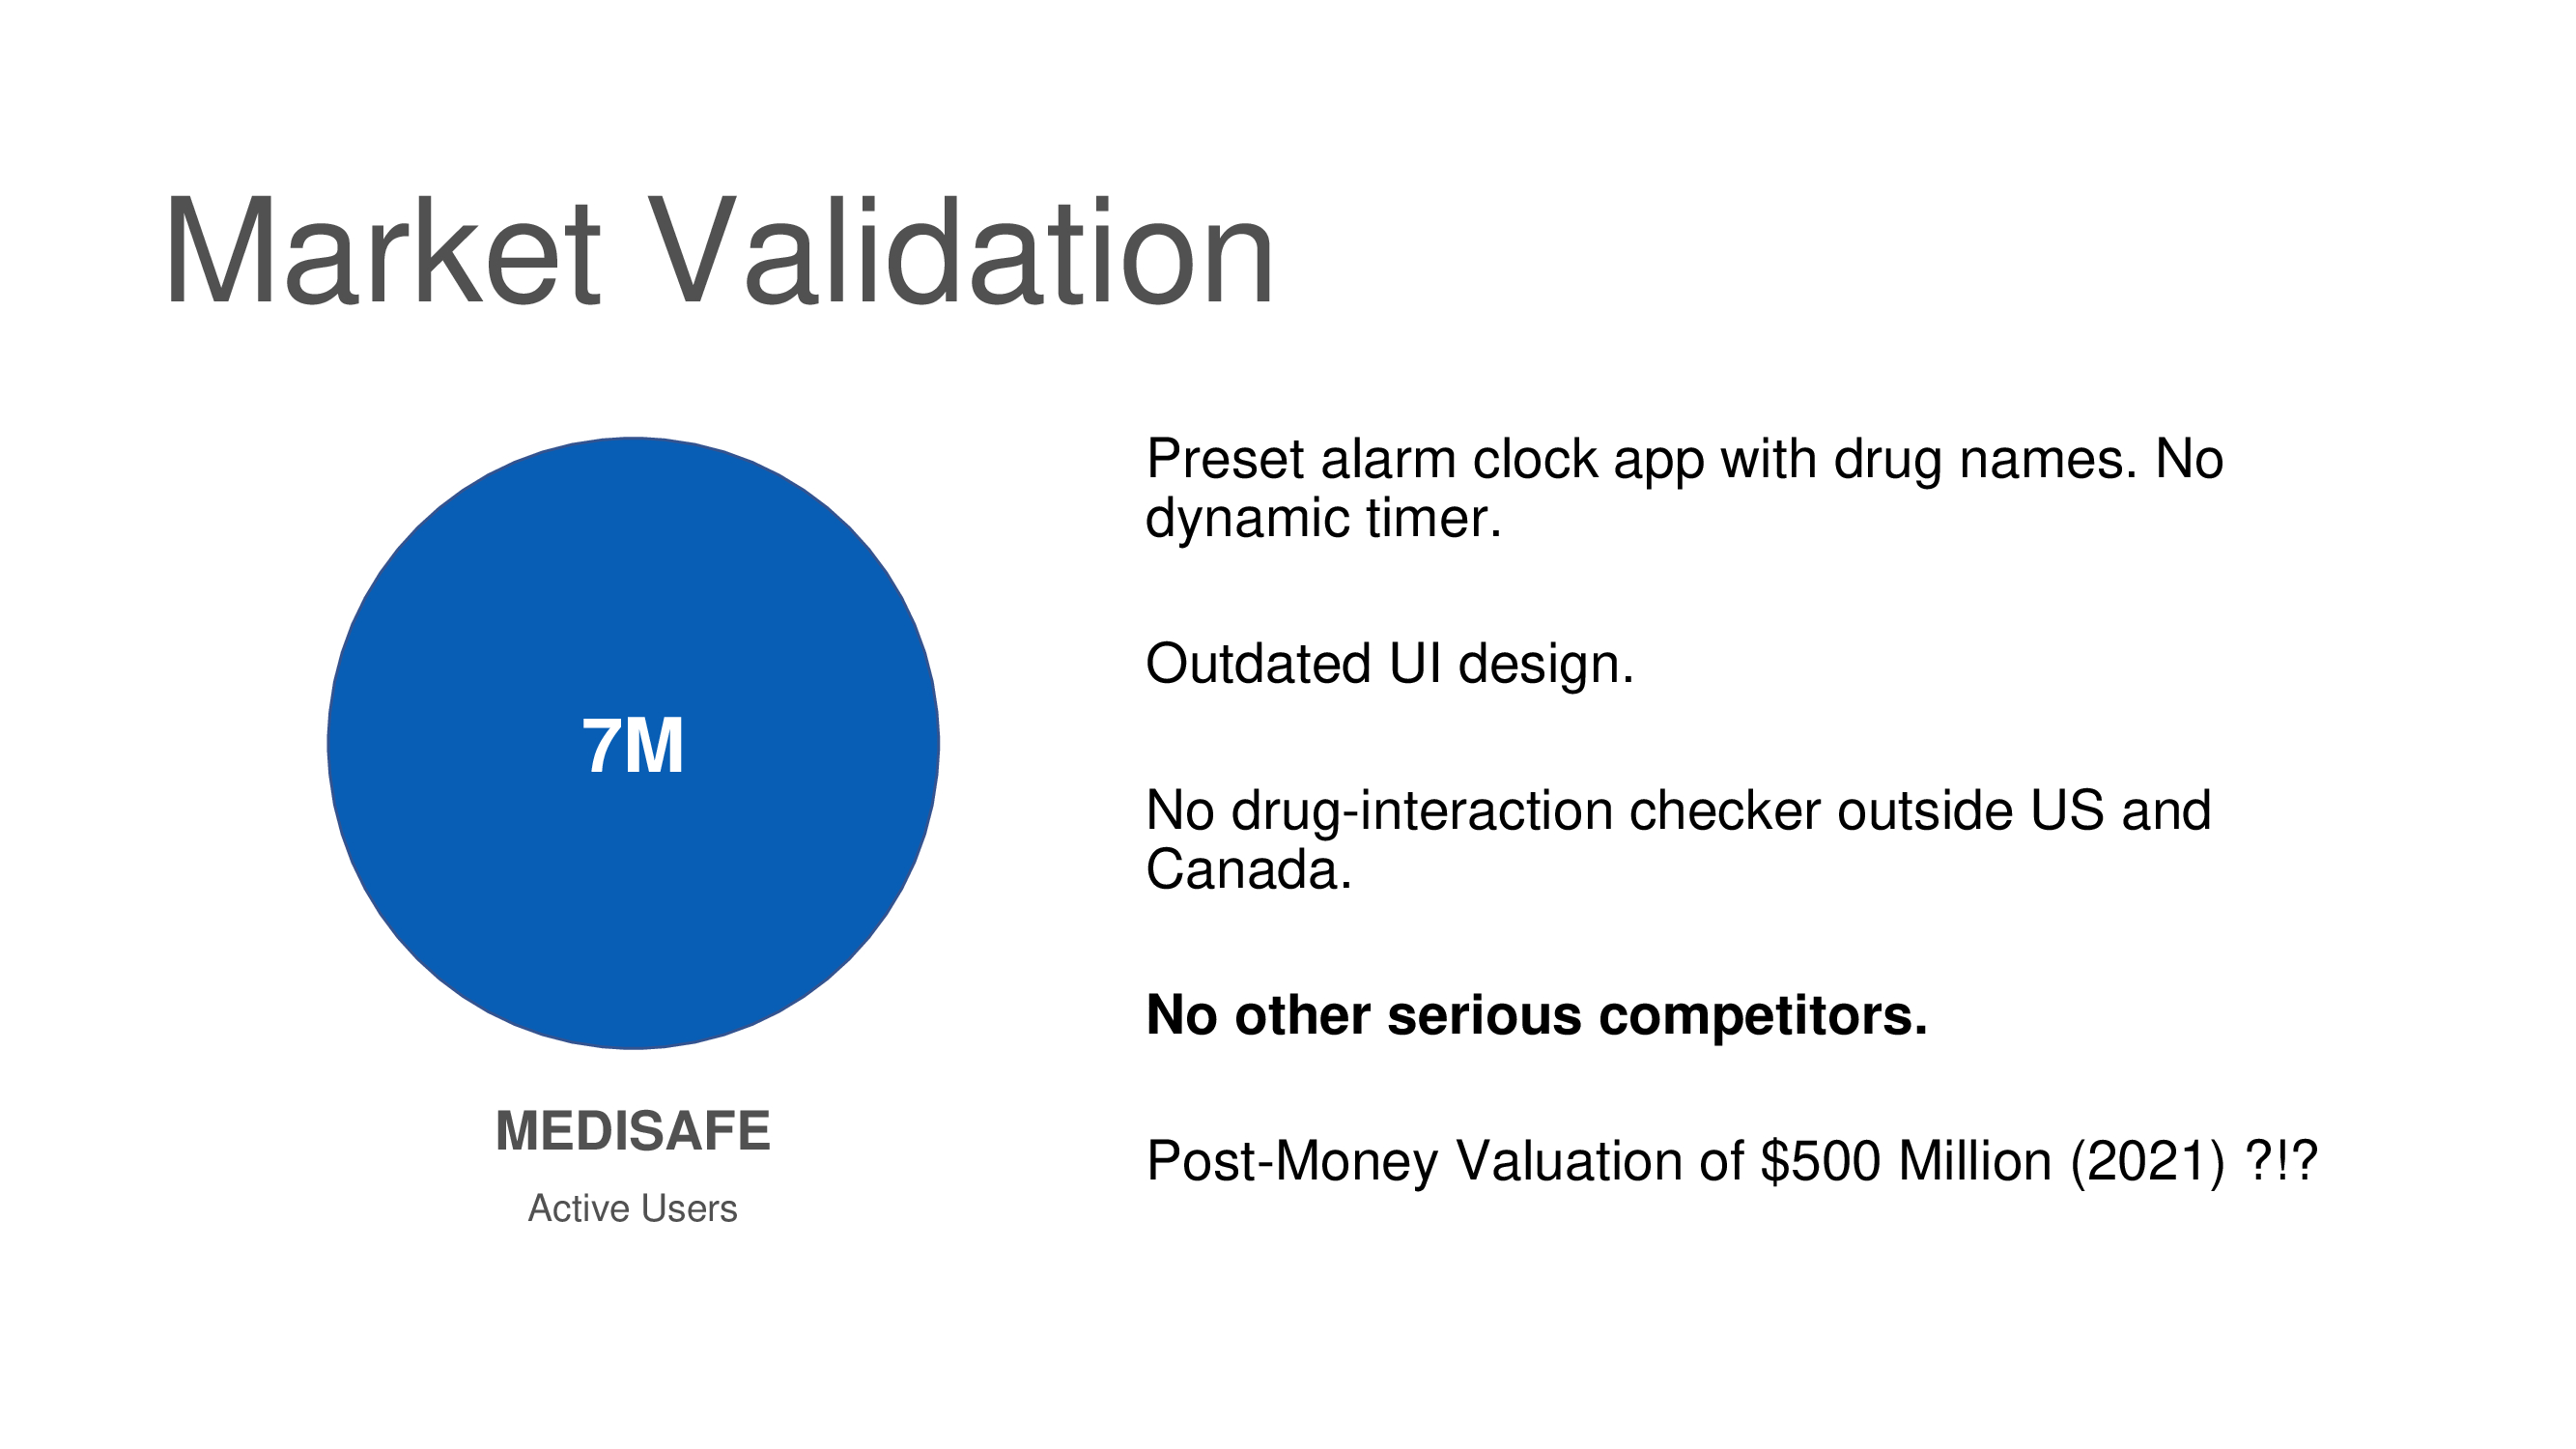 Market Validation
7M
MEDISAFE
Active Users
Preset alarm clock app with drug names. No
dynamic timer.
Outdated UI design.
No drug-interaction checker outside US and
Canada.
No other serious competitors.
Post-Money Valuation of $500 Million (2021) ?!?